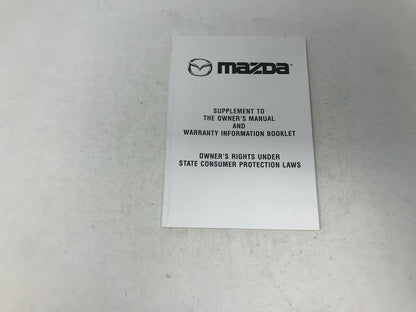 mazda
SUPPLEMENT TO
THE OWNER'S MANUAL
AND
WARRANTY INFORMATION BOOKLET
OWNER'S RIGHTS UNDER
STATE CONSUMER PROTECTION LAWS